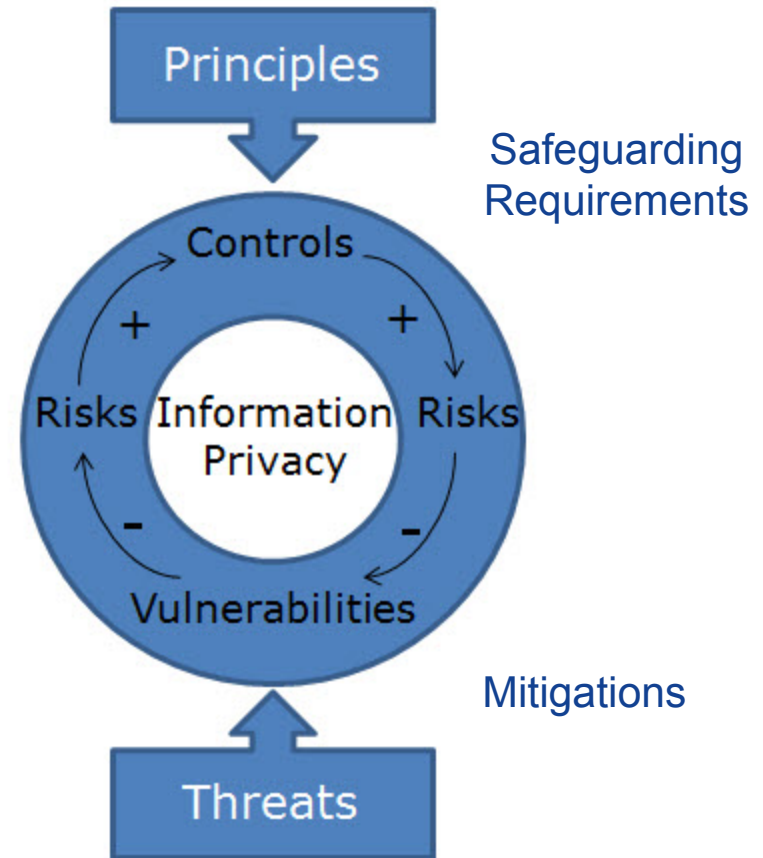 Principles
Safeguarding
Requirements
Controls
+
+
Risks
Information
Privacy
Risks
-
-
Vulnerabilities
Mitigations
Threats